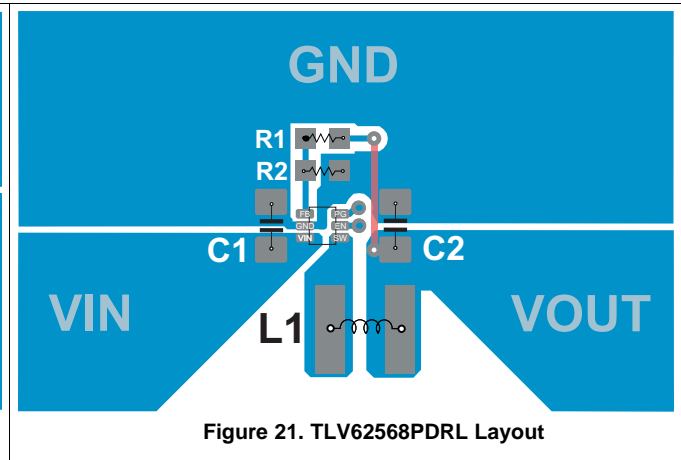 GND
R1
R2
FB PG
GND EN
VIN SW
C1 C2
VIN L1 VOUT
Figure 21. TLV62568PDRL Layout